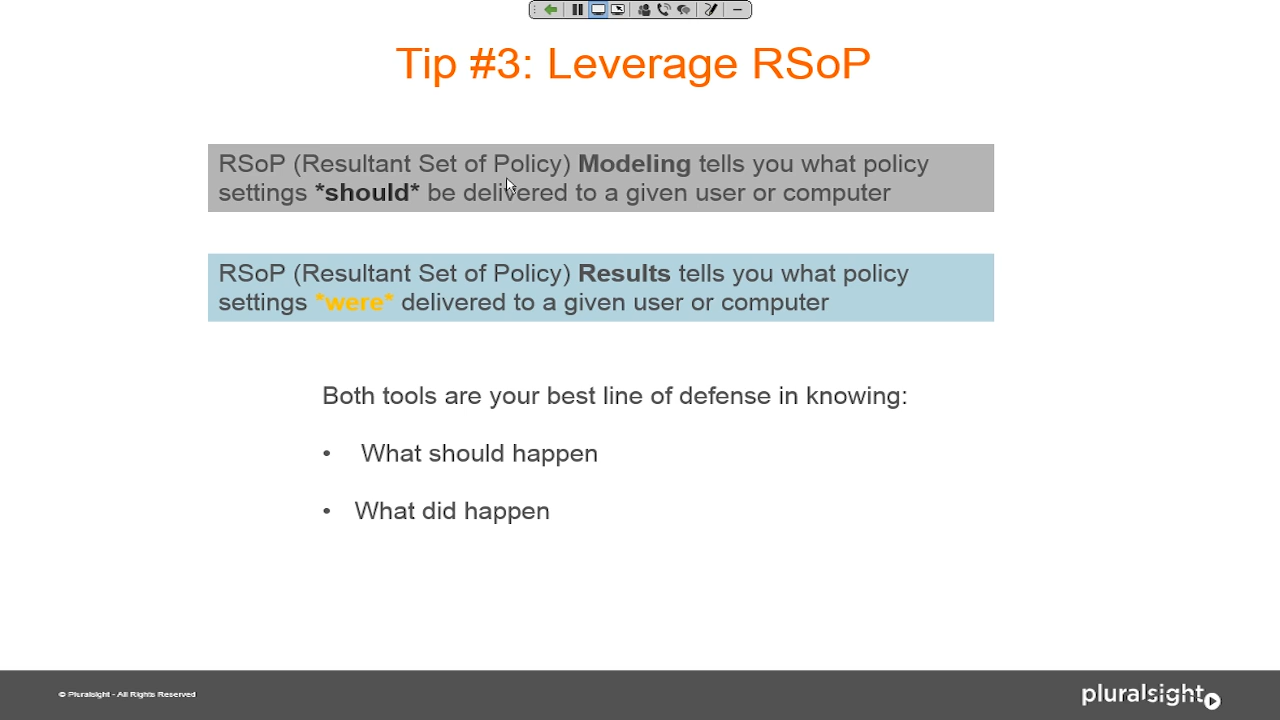 Tip #3: Leverage RSoP
RSoP (Resultant Set of Policy) Modeling tells you what policy
settings *should* be delivered to a given user or computer
RSoP (Resultant Set of Policy) Results tells you what policy
settings *were* delivered to a given user or computer
Both tools are your best line of defense in knowing:
• What should happen
• What did happen
© Pluralsight - All Rights Reserved
pluralsight